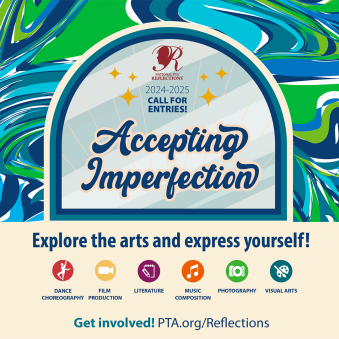 NATIONAL PTA
REFLECTIONS
2024-2025
CALL FOR
ENTRIES!
Accepting
Imperfection
Explore the arts and express yourself!
DANCE
CHOREOGRAPHY
FILM
PRODUCTION
LITERATURE
MUSIC
COMPOSITION
PHOTOGRAPHY
VISUAL ARTS
Get involved! PTA.org/Reflections